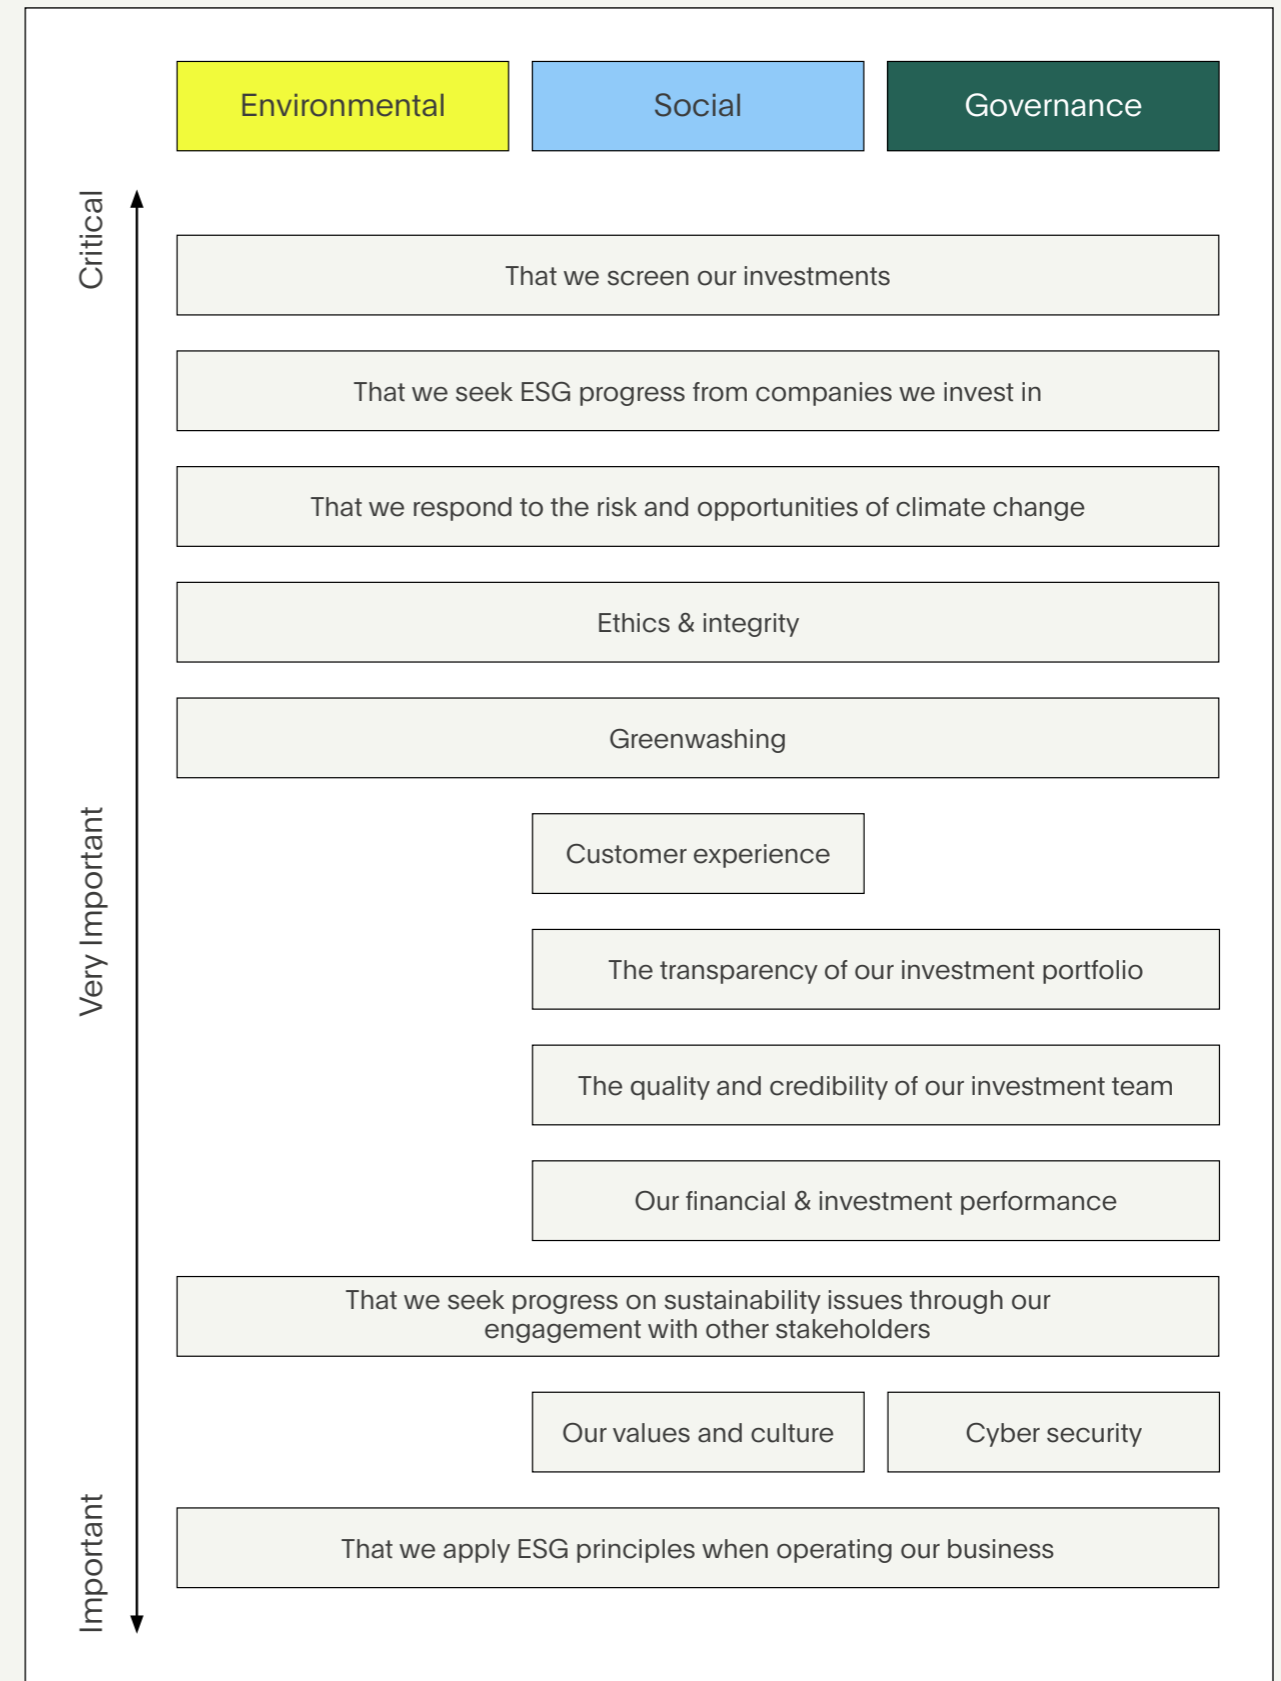 Environmental
Social
Governance
Critical
That we screen our investments
That we seek ESG progress from companies we invest in
That we respond to the risk and opportunities of climate change
Ethics & integrity
Greenwashing
Very Important
Customer experience
The transparency of our investment portfolio
The quality and credibility of our investment team
Our financial & investment performance
That we seek progress on sustainability issues through our
engagement with other stakeholders
Our values and culture
Cyber security
Important
That we apply ESG principles when operating our business